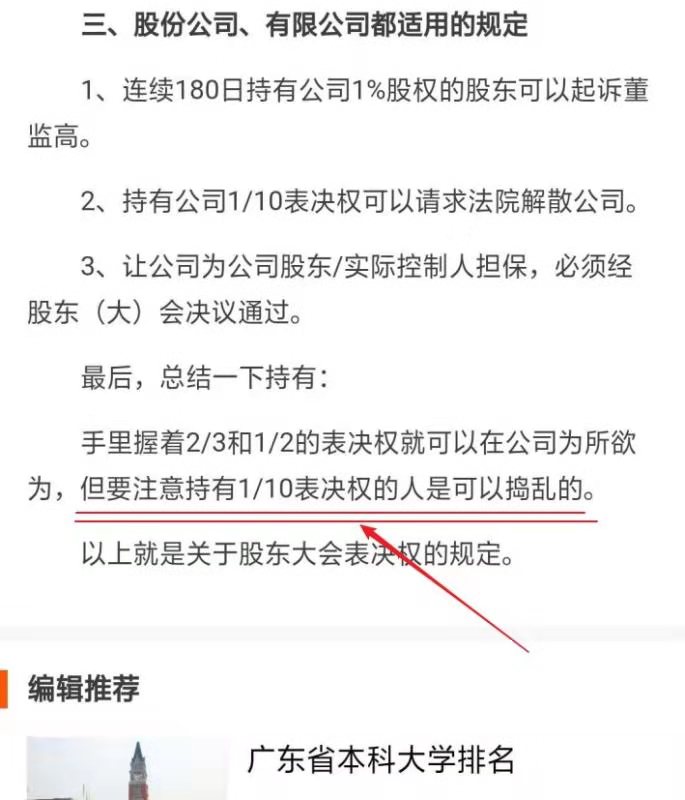 三、股份公司、有限公司都适用的规定
1、连续180日持有公司1%股权的股东可以起诉董
监高。
2、持有公司1/10表决权可以请求法院解散公司。
3、让公司为公司股东/实际控制人担保，必须经
股东（大）会决议通过。
最后，总结一下持有：
手里握着2/3和1/2的表决权就可以在公司为所欲
为，但要注意持有1/10表决权的人是可以捣乱的。
以上就是关于股东大会表决权的规定。
编辑推荐
广东省本科大学排名